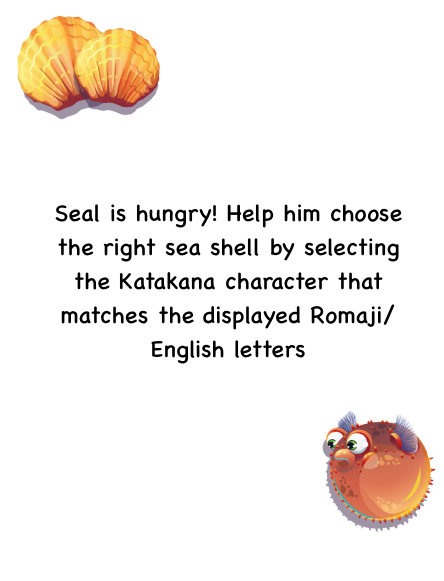 Seal is hungry! Help him choose
the right sea shell by selecting
the Katakana character that
matches the displayed Romaji/
English letters